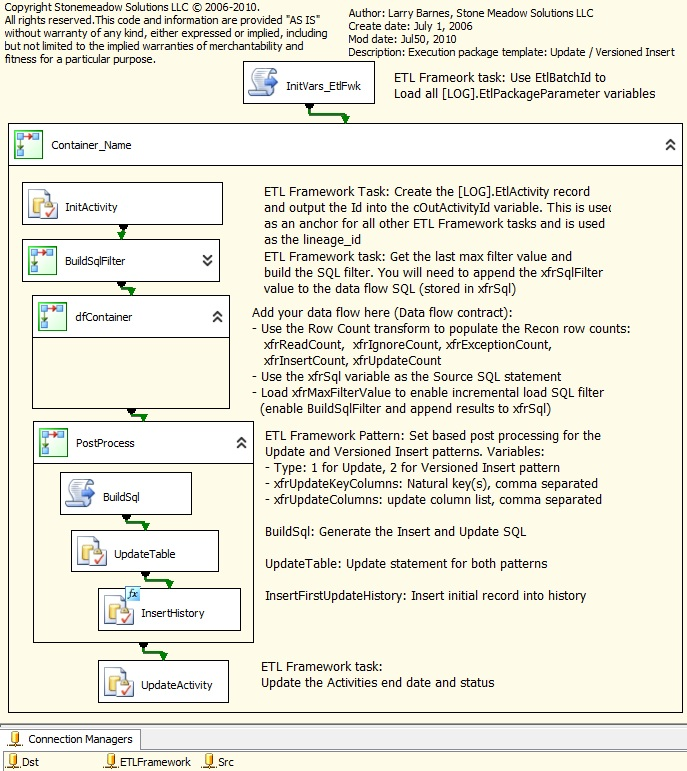 Copyright Stonemeadow Solutions LLC © 2006-2010.
All rights reserved.This code and information are provided "AS IS"
without warranty of any kind, either expressed or implied, including
but not limited to the implied warranties of merchantability and
fitness for a particular purpose.
Author: Larry Barnes, Stone Meadow Solutions LLC
Create date: July 1, 2006
Mod date: Jul50, 2010
Description: Execution package template: Update / Versioned Insert
InitVars_EtlFwk
ETL Frameork task: Use EtlBatchId to
Load all [LOG].EtlPackageParameter variables
Container_Name
InitActivity
ETL Framework Task: Create the [LOG].EtlActivity record
and output the Id into the cOutActivityId variable. This is used
as an anchor for all other ETL Framework tasks and is used
as the lineage_id
BuildSqlFilter
ETL Framework task: Get the last max filter value and
build the SQL filter. You will need to append the xfrSqlFilter
value to the data flow SQL (stored in xfrSql)
dfContainer
Add your data flow here (Data flow contract):
- Use the Row Count transform to populate the Recon row counts:
xfrReadCount, xfrIgnoreCount, xfrExceptionCount,
xfrInsertCount, xfrUpdateCount
- Use the xfrSql variable as the Source SQL statement
- Load xfrMaxFilterValue to enable incremental load SQL filter
(enable BuildSqlFilter and append results to xfrSql)
PostProcess
ETL Framework Pattern: Set based post processing for the
Update and Versioned Insert patterns. Variables:
- Type: 1 for Update, 2 for Versioned Insert pattern
- xfrUpdateKeyColumns: Natural key(s), comma separated
- xfrUpdateColumns: update column list, comma separated
BuildSql
BuildSql: Generate the Insert and Update SQL
UpdateTable
UpdateTable: Update statement for both patterns
fx
InsertHistory
InsertFirstUpdateHistory: Insert initial record into history
UpdateActivity
ETL Framework task:
Update the Activities end date and status
Connection Managers
Dst
ETLFramework
Src